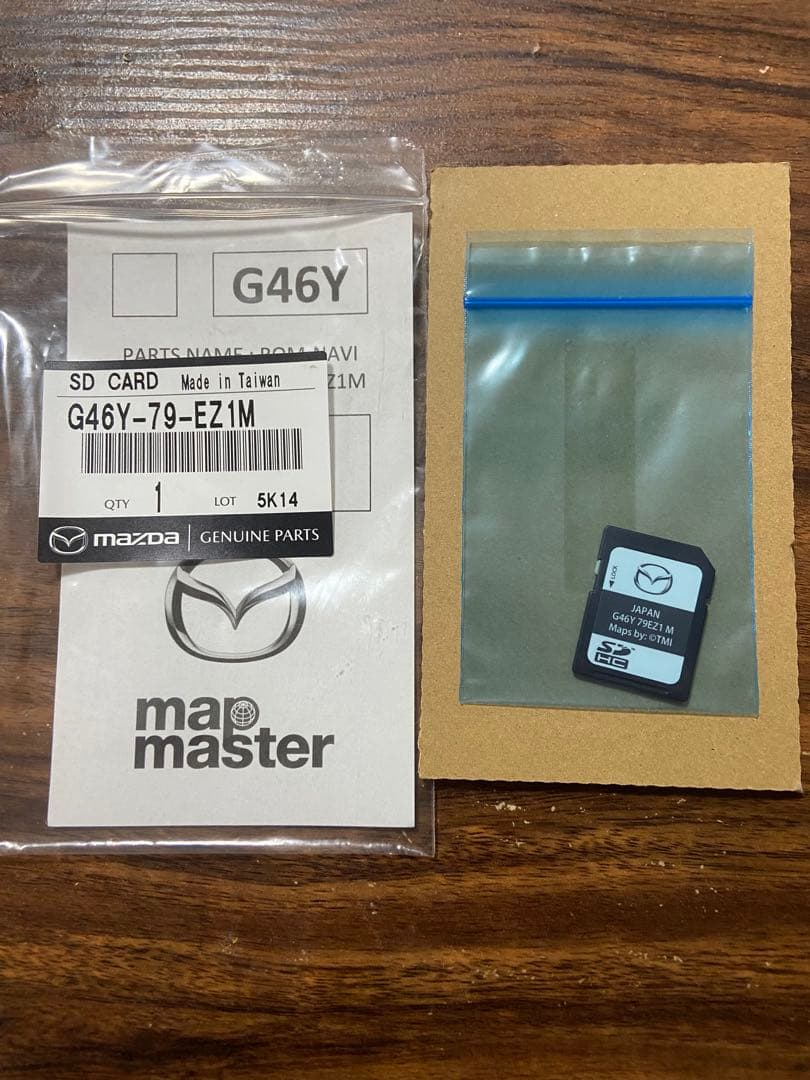 G46Y
PARTS NAME : ROM,NAVI
Z1M
SD CARD Made in Taiwan
G46Y-79-EZ1M
QTY 1 LOT 5K14
mazda GENUINE PARTS
map
master
LOCK
JAPAN
G46Y 79EZ1 M
Maps by: ©TMI
SD
HC